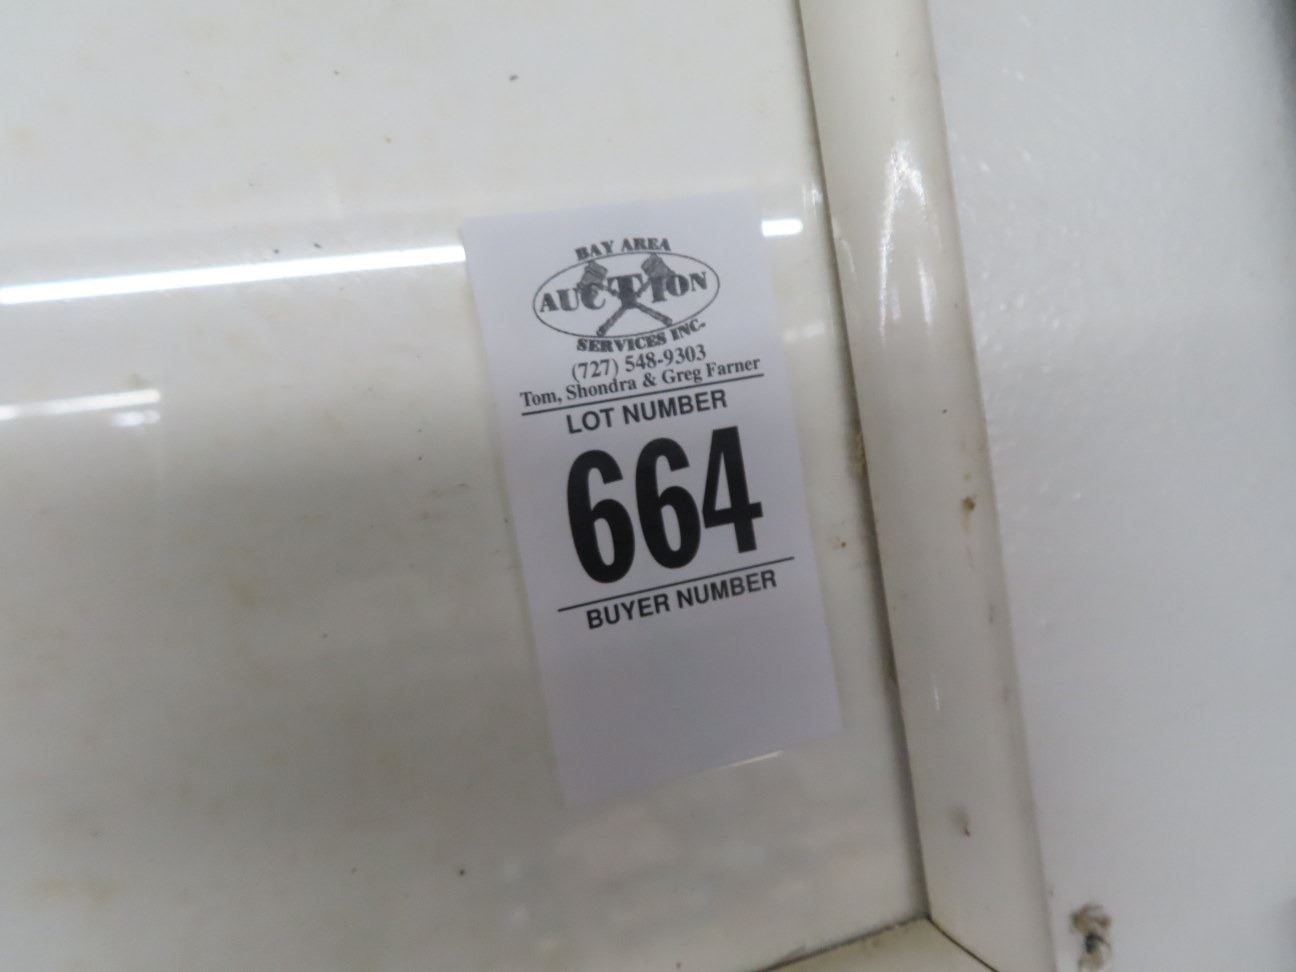 BAY AREA
AUCTION
SERVICES INC.
(727) 548-9303
Tom, Shondra & Greg Farner
LOT NUMBER
664
BUYER NUMBER